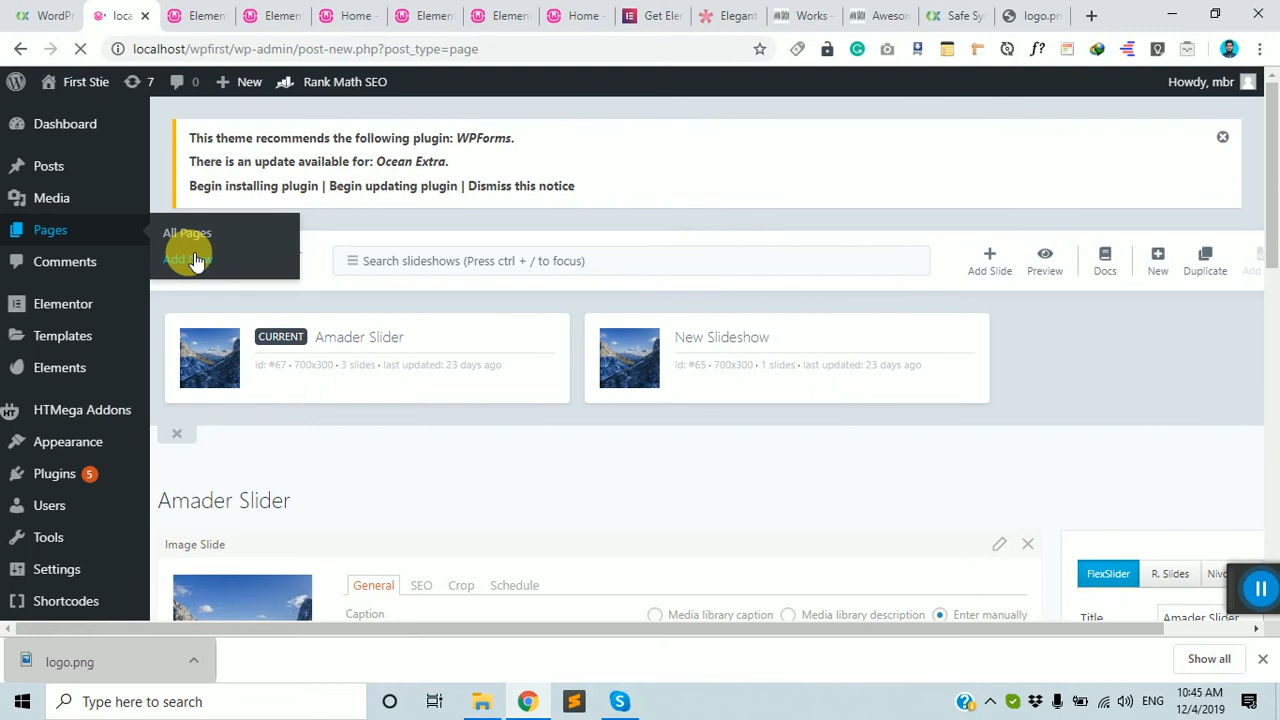 WordPr
loca
Element
Element
Home -
Element
Element
Home -
Get Ele
Elegant
Works -
Aweson
Safe Sy
logo.pn
localhost/wpfirst/wp-admin/post-new.php?post_type=page
First Stie
7
0
New
Rank Math SEO
Howdy, mbr
Dashboard
Posts
Media
Pages
Comments
Elementor
Templates
Elements
HTMega Addons
Appearance
Plugins 5
Users
Tools
Settings
Shortcodes
All Pages
This theme recommends the following plugin: WPForms.
There is an update available for: Ocean Extra.
Begin installing plugin | Begin updating plugin | Dismiss this notice
Search slideshows (Press ctrl + / to focus)
Add Slide
Preview
Docs
New
Duplicate
Add
CURRENT Amader Slider
id: #67 • 700x300 • 3 slides • last updated: 23 days ago
New Slideshow
id: #65 • 700x300 • 1 slides • last updated: 23 days ago
Amader Slider
Image Slide
General SEO Crop Schedule
Caption
Media library caption
Media library description
Enter manually
FlexSlider
R. Slides
Nivo
Title
Amader Slider
logo.png
Show all
Type here to search
ENG
10:45 AM
12/4/2019